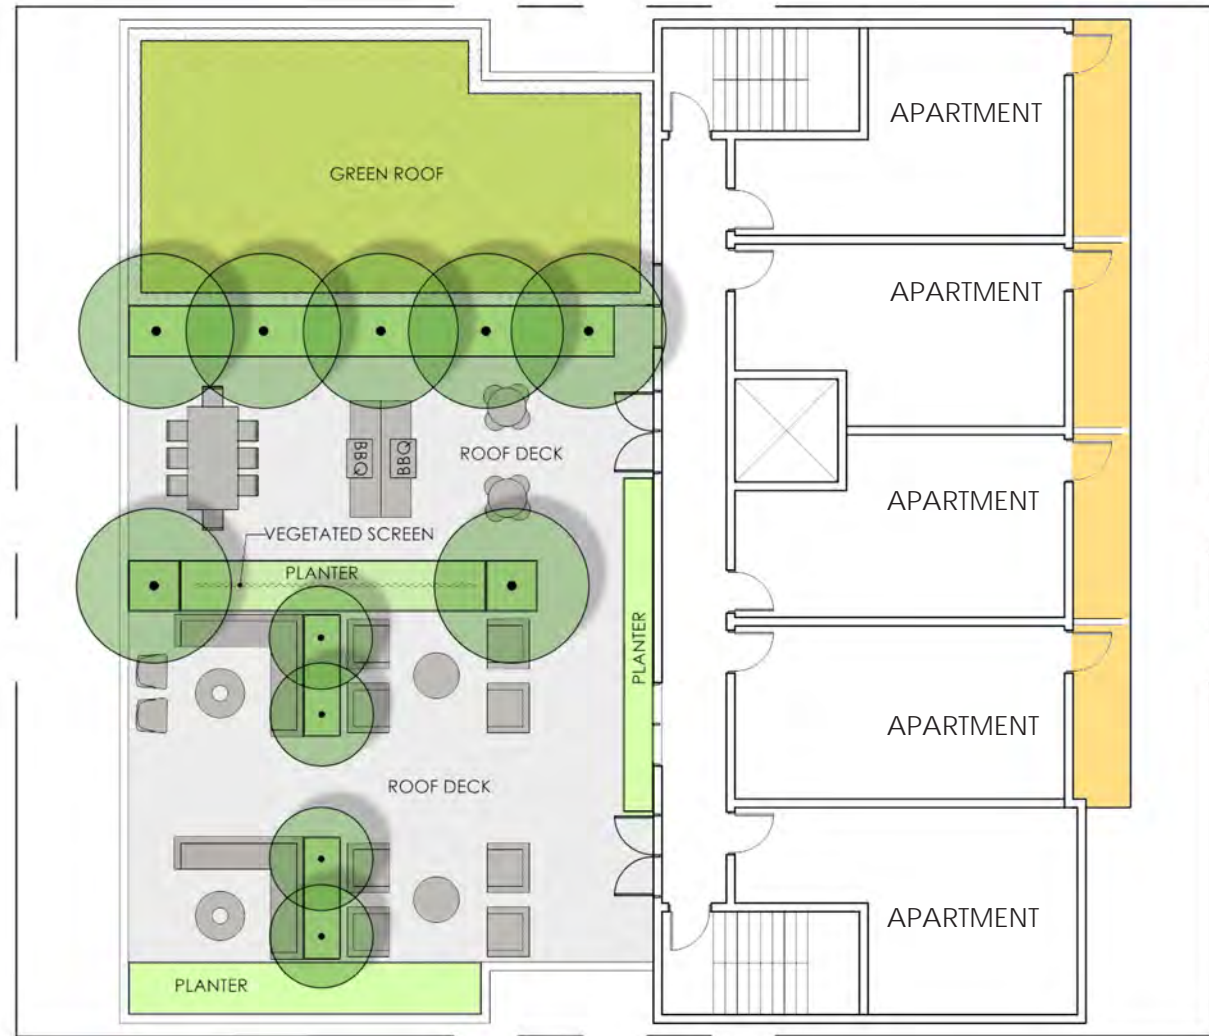 APARTMENT
GREEN ROOF
APARTMENT
BBQ
BBQ
ROOF DECK
APARTMENT
VEGETATED SCREEN
PLANTER
PLANTER
APARTMENT
ROOF DECK
APARTMENT
PLANTER